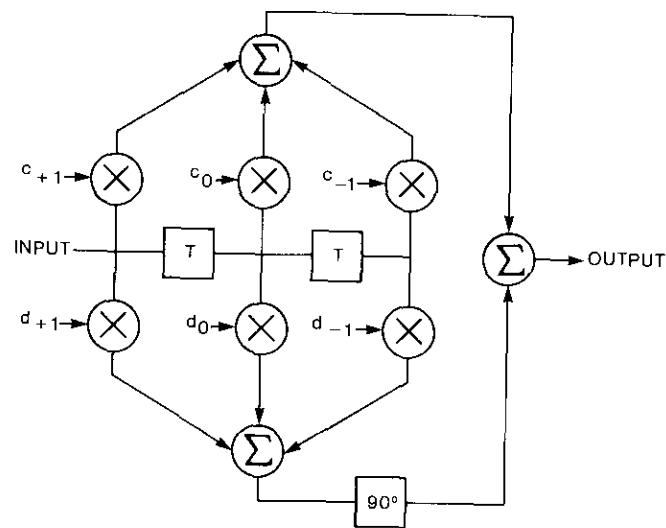 Σ
c+1
c0
c−1
INPUT
T
T
Σ
OUTPUT
d+1
d0
d−1
Σ
90°